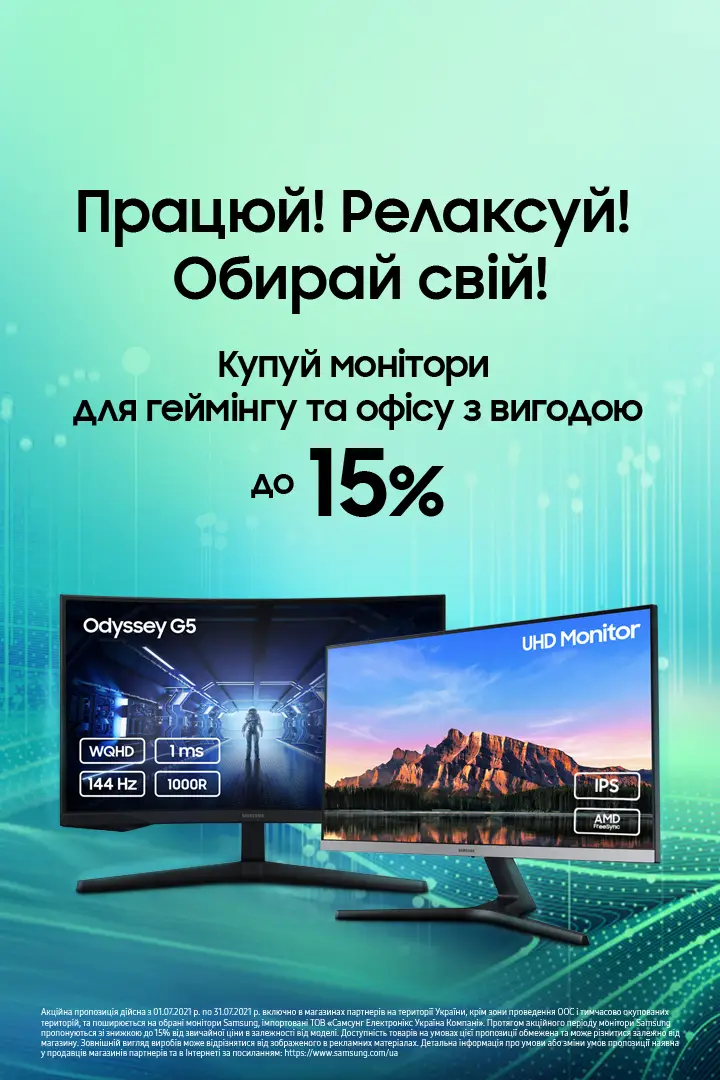 Працюй! Релаксуй!
Обирай свій!
Купуй монітори
для геймінгу та офісу з вигодою
до 15%
Odyssey G5
WQHD
1 ms
144 Hz
1000R
SAMSUNG
UHD Monitor
IPS
AMD
FreeSync
SAMSUNG
Акційна пропозиція дійсна з 01.07.2021 р. по 31.07.2021 р. включно в магазинах партнерів на території України, крім зони проведення ООС і тимчасово окупованих
територій, та поширюється на обрані монітори Samsung, імпортовані ТОВ «Самсунг Електронікс Україна Компані». Протягом акційного періоду монітори Samsung
пропонуються зі знижкою до 15% від звичайної ціни в залежності від моделі. Доступність товарів на умовах цієї пропозиції обмежена та може різнитися залежно від
магазину. Зовнішній вигляд виробів може відрізнятися від зображеного в рекламних матеріалах. Детальна інформація про умови або зміни умов пропозиції наявна
у продавців магазинів партнерів та в Інтернеті за посиланням: https://www.samsung.com/ua